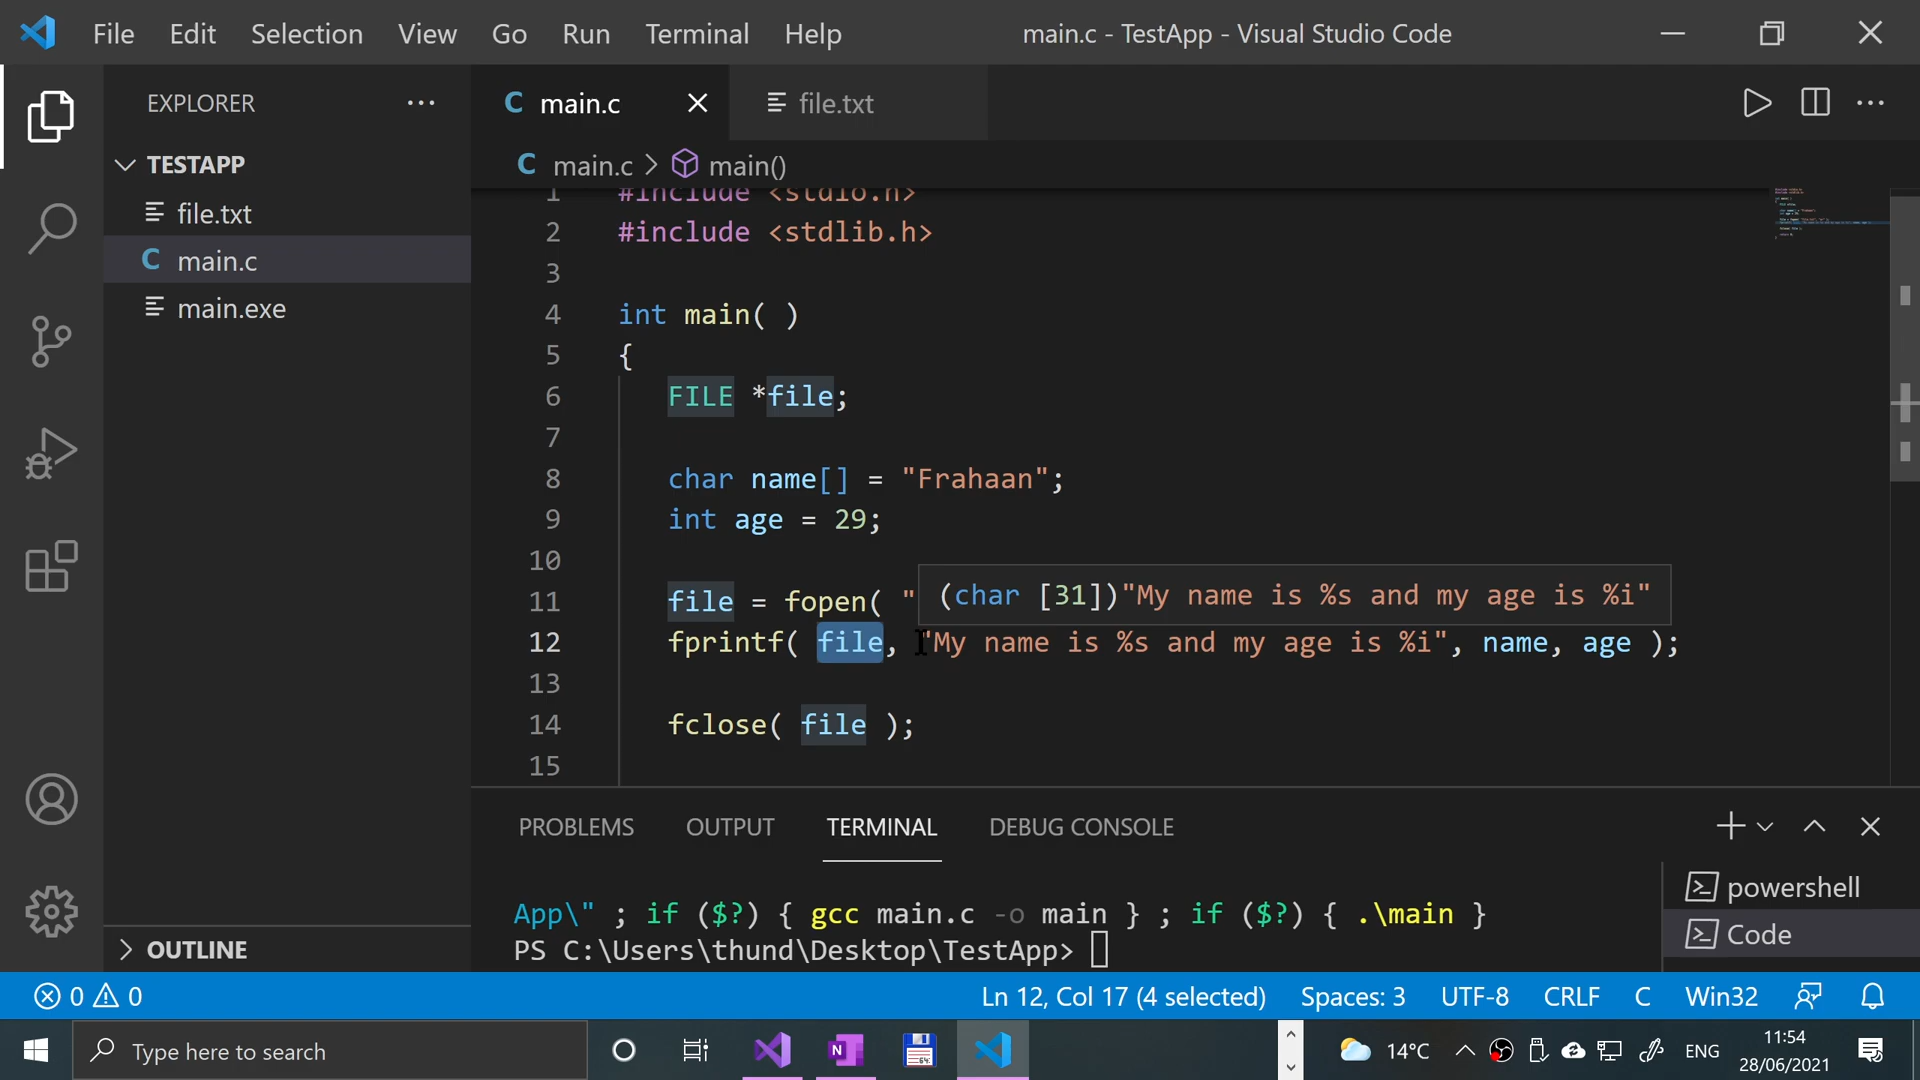 File Edit Selection View Go Run Terminal Help
main.c - TestApp - Visual Studio Code
EXPLORER
TESTAPP
file.txt
main.c
main.exe
OUTLINE
main.c
file.txt
main.c > main()
1 #include <stdio.h>
2 #include <stdlib.h>
3
4 int main( )
5 {
6 FILE *file;
7
8 char name[] = "Frahaan";
9 int age = 29;
10
11 file = fopen( "
(char [31])"My name is %s and my age is %i"
12 fprintf( file, "My name is %s and my age is %i", name, age );
13
14 fclose( file );
15
PROBLEMS OUTPUT TERMINAL DEBUG CONSOLE
App\" ; if ($?) { gcc main.c -o main } ; if ($?) { .\main }
PS C:\Users\thund\Desktop\TestApp>
powershell
Code
0 0
Ln 12, Col 17 (4 selected) Spaces: 3 UTF-8 CRLF C Win32
Type here to search
14°C
ENG
11:54
28/06/2021